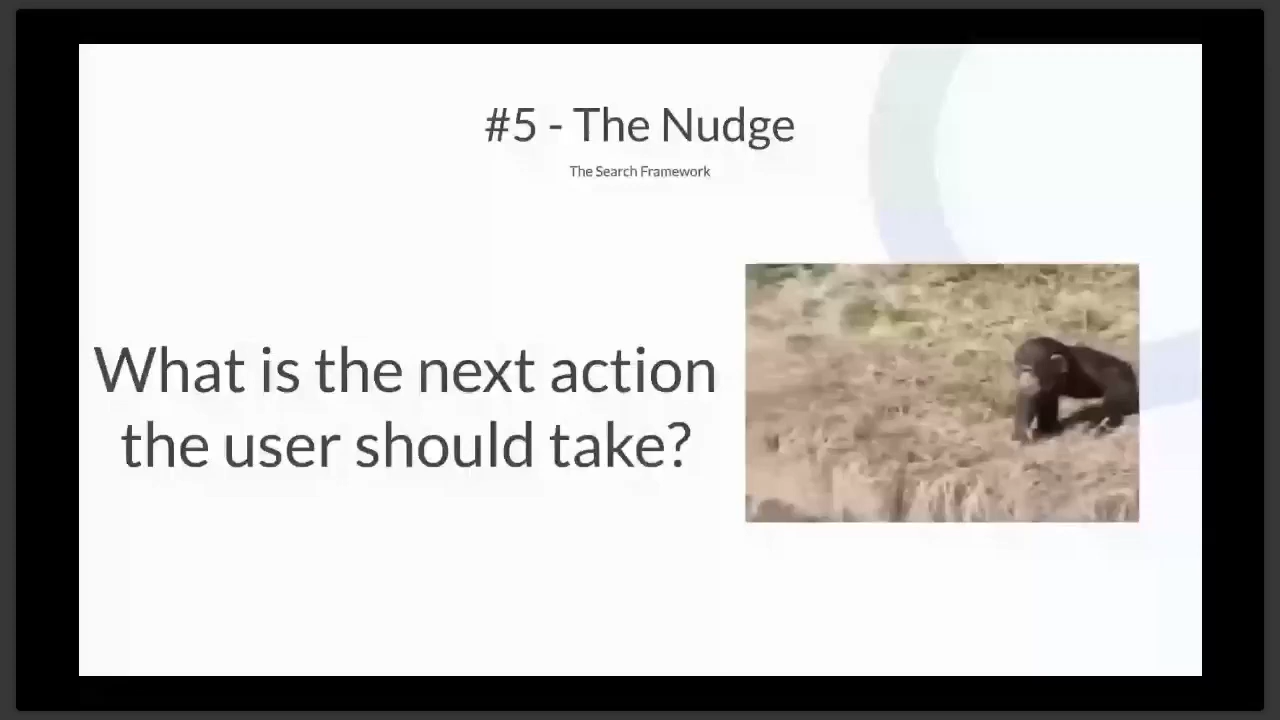 #5 - The Nudge
The Search Framework
What is the next action
the user should take?